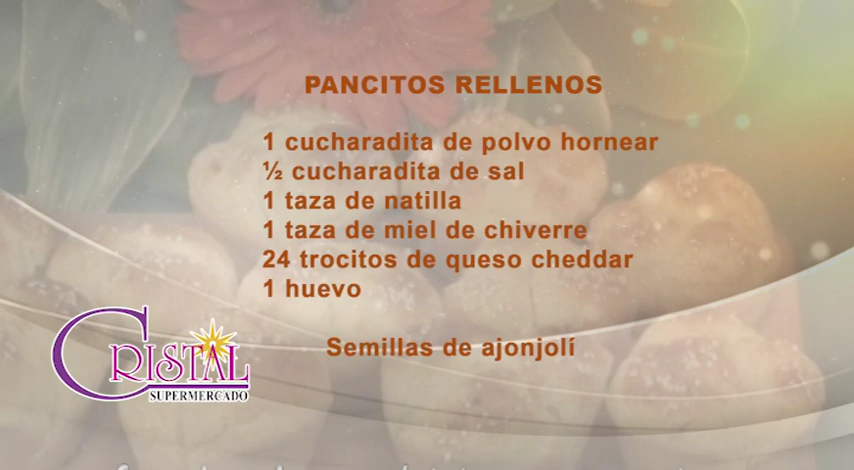 PANCITOS RELLENOS
1 cucharadita de polvo hornear
½ cucharadita de sal
1 taza de natilla
1 taza de miel de chiverre
24 trocitos de queso cheddar
1 huevo
Semillas de ajonjolí
CRISTAL
SUPERMERCADO